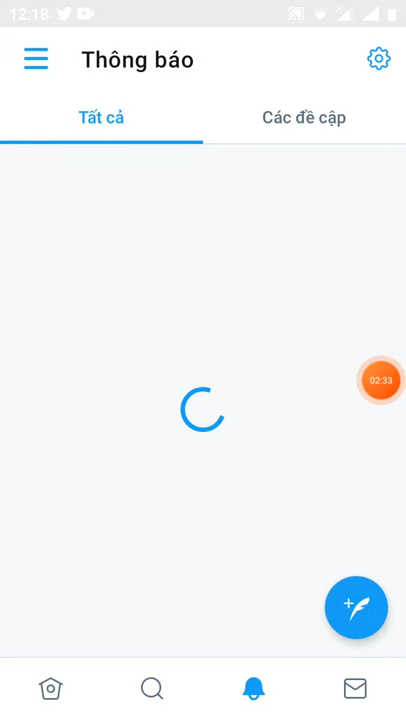 12:18
Thông báo
Tất cả
Các đề cập
02:33